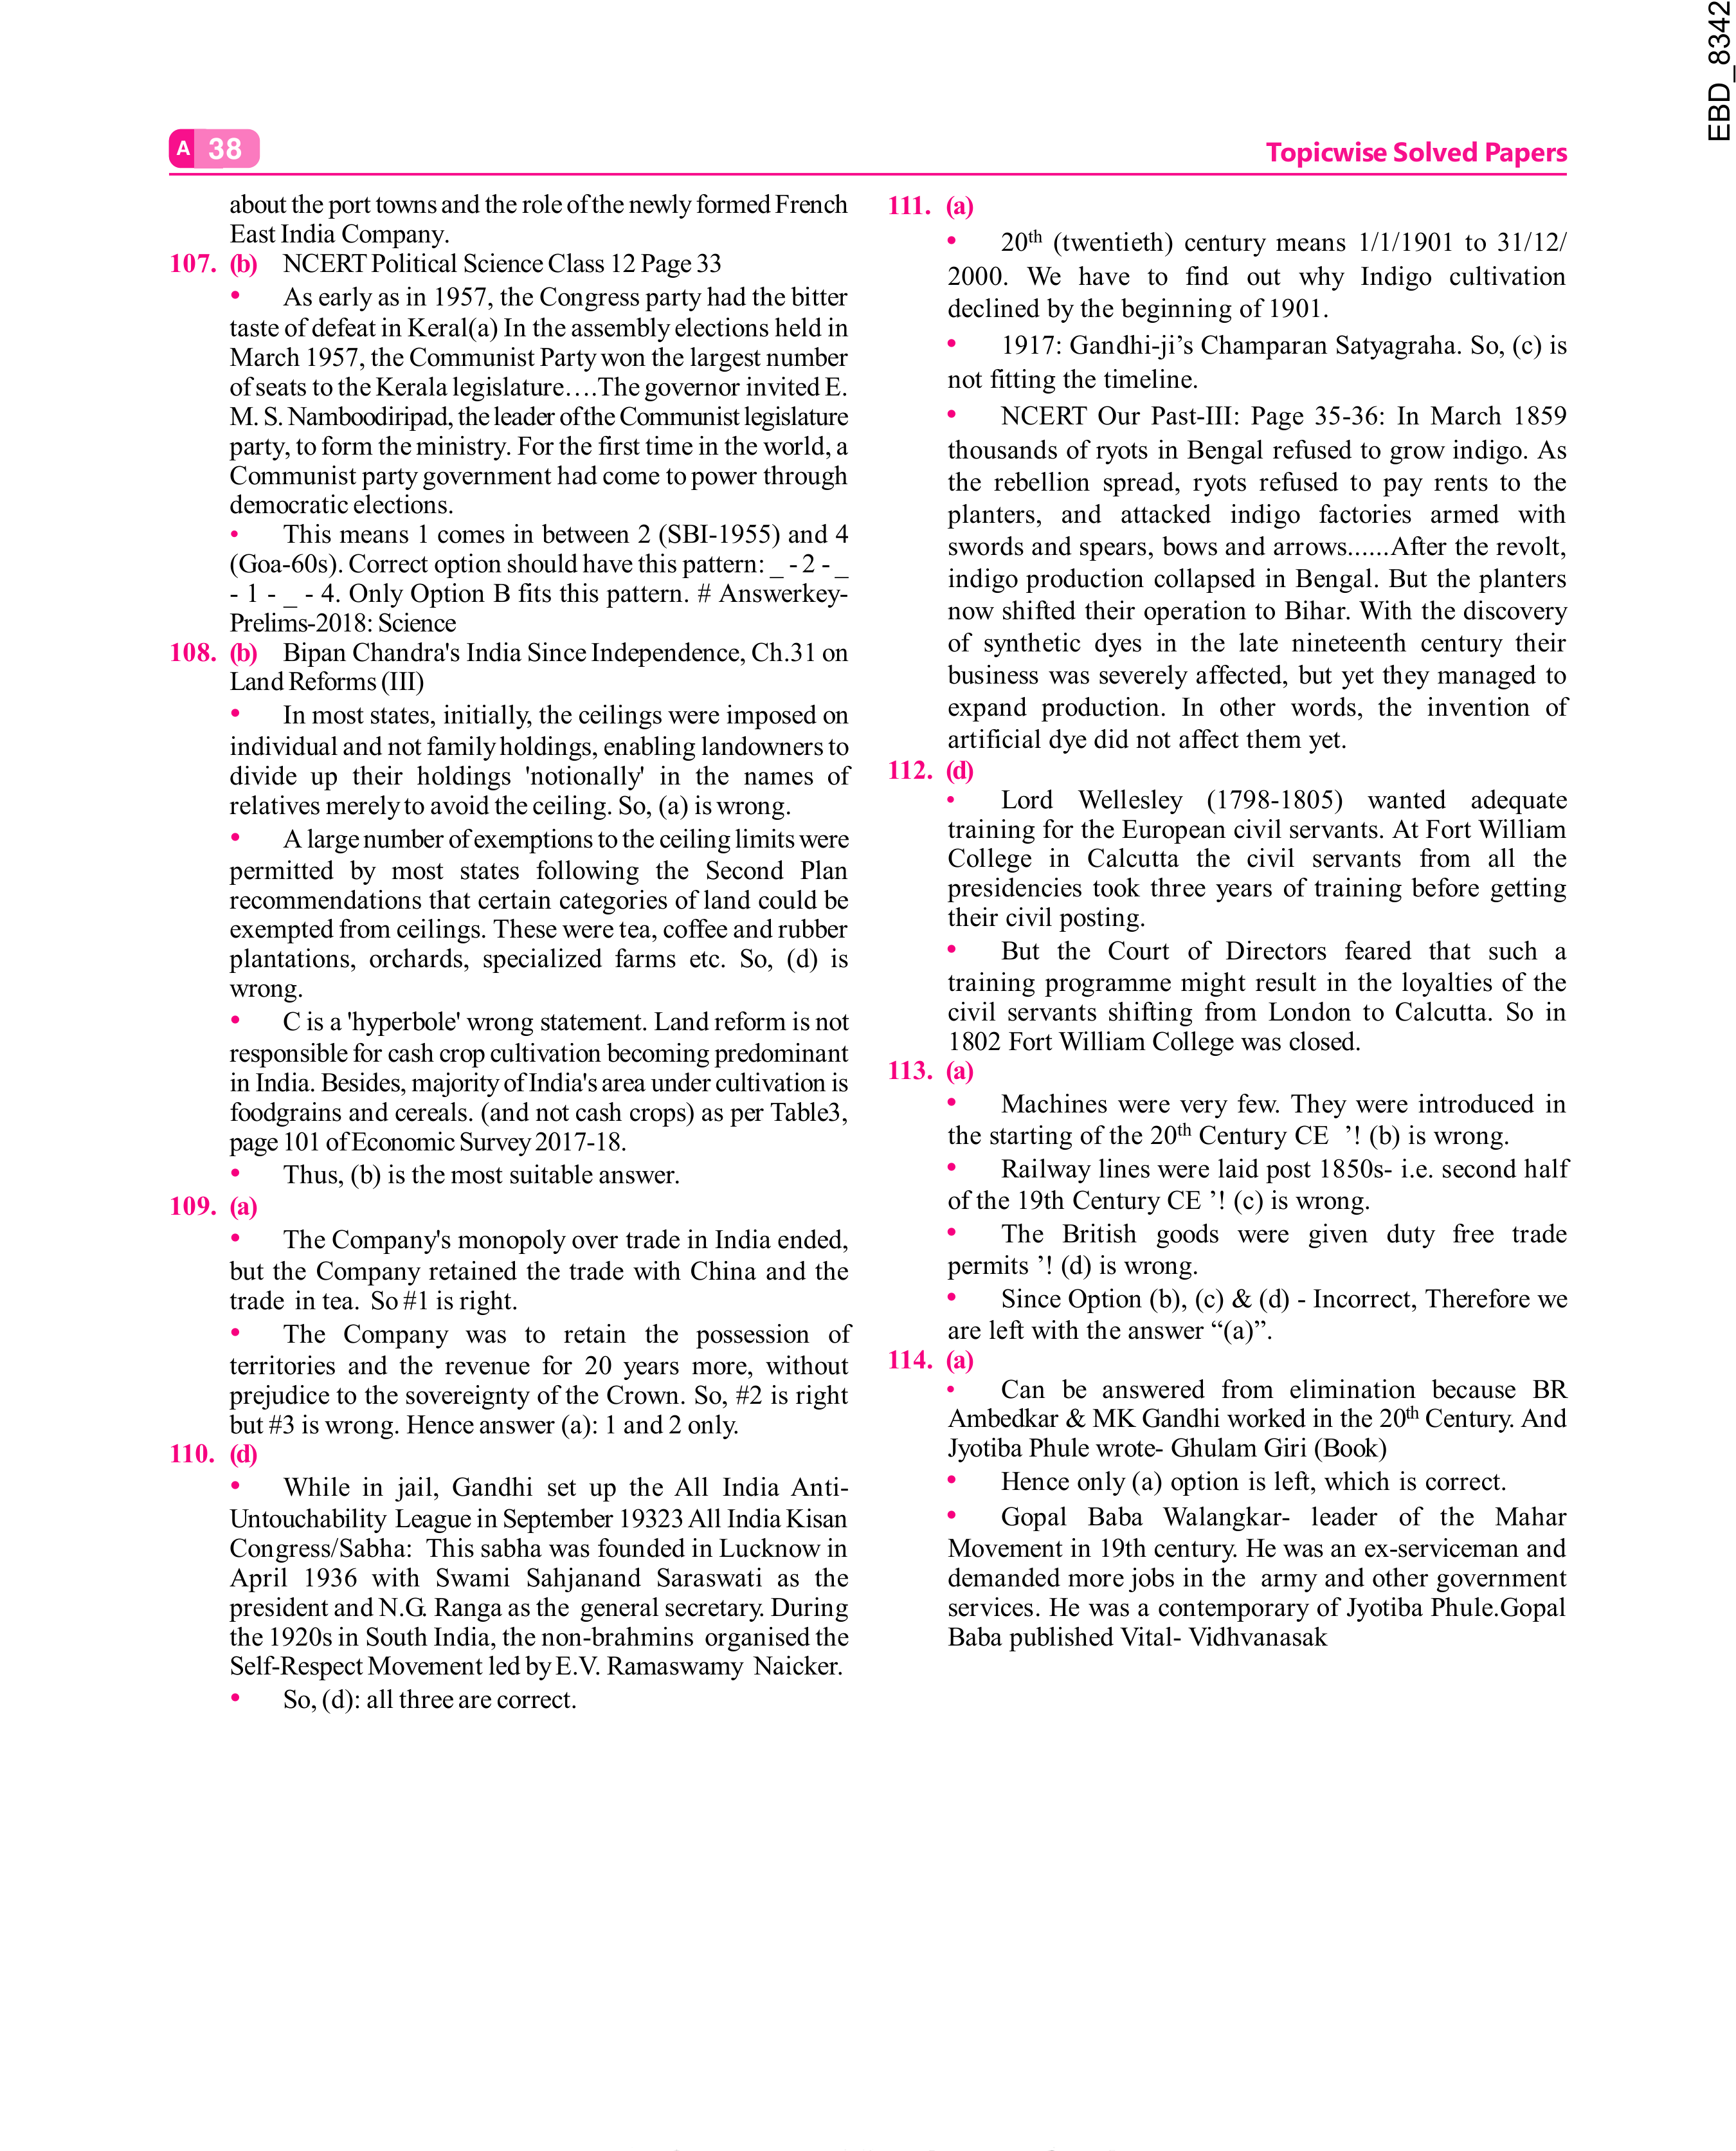 EBD_8342
A 38
Topicwise Solved Papers
about the port towns and the role of the newly formed French
East India Company.
107. (b) NCERT Political Science Class 12 Page 33
• As early as in 1957, the Congress party had the bitter
taste of defeat in Keral(a) In the assembly elections held in
March 1957, the Communist Party won the largest number
of seats to the Kerala legislature….The governor invited E.
M. S. Namboodiripad, the leader of the Communist legislature
party, to form the ministry. For the first time in the world, a
Communist party government had come to power through
democratic elections.
• This means 1 comes in between 2 (SBI-1955) and 4
(Goa-60s). Correct option should have this pattern: _ - 2 - _
- 1 - _ - 4. Only Option B fits this pattern. # Answerkey-
Prelims-2018: Science
108. (b) Bipan Chandra's India Since Independence, Ch.31 on
Land Reforms (III)
• In most states, initially, the ceilings were imposed on
individual and not family holdings, enabling landowners to
divide up their holdings 'notionally' in the names of
relatives merely to avoid the ceiling. So, (a) is wrong.
• A large number of exemptions to the ceiling limits were
permitted by most states following the Second Plan
recommendations that certain categories of land could be
exempted from ceilings. These were tea, coffee and rubber
plantations, orchards, specialized farms etc. So, (d) is
wrong.
• C is a 'hyperbole' wrong statement. Land reform is not
responsible for cash crop cultivation becoming predominant
in India. Besides, majority of India's area under cultivation is
foodgrains and cereals. (and not cash crops) as per Table3,
page 101 of Economic Survey 2017-18.
• Thus, (b) is the most suitable answer.
109. (a)
• The Company's monopoly over trade in India ended,
but the Company retained the trade with China and the
trade in tea. So #1 is right.
• The Company was to retain the possession of
territories and the revenue for 20 years more, without
prejudice to the sovereignty of the Crown. So, #2 is right
but #3 is wrong. Hence answer (a): 1 and 2 only.
110. (d)
• While in jail, Gandhi set up the All India Anti-
Untouchability League in September 19323 All India Kisan
Congress/Sabha: This sabha was founded in Lucknow in
April 1936 with Swami Sahjanand Saraswati as the
president and N.G. Ranga as the general secretary. During
the 1920s in South India, the non-brahmins organised the
Self-Respect Movement led by E.V. Ramaswamy Naicker.
• So, (d): all three are correct.
111. (a)
• 20th (twentieth) century means 1/1/1901 to 31/12/
2000. We have to find out why Indigo cultivation
declined by the beginning of 1901.
• 1917: Gandhi-ji’s Champaran Satyagraha. So, (c) is
not fitting the timeline.
• NCERT Our Past-III: Page 35-36: In March 1859
thousands of ryots in Bengal refused to grow indigo. As
the rebellion spread, ryots refused to pay rents to the
planters, and attacked indigo factories armed with
swords and spears, bows and arrows......After the revolt,
indigo production collapsed in Bengal. But the planters
now shifted their operation to Bihar. With the discovery
of synthetic dyes in the late nineteenth century their
business was severely affected, but yet they managed to
expand production. In other words, the invention of
artificial dye did not affect them yet.
112. (d)
• Lord Wellesley (1798-1805) wanted adequate
training for the European civil servants. At Fort William
College in Calcutta the civil servants from all the
presidencies took three years of training before getting
their civil posting.
• But the Court of Directors feared that such a
training programme might result in the loyalties of the
civil servants shifting from London to Calcutta. So in
1802 Fort William College was closed.
113. (a)
• Machines were very few. They were introduced in
the starting of the 20th Century CE ’! (b) is wrong.
• Railway lines were laid post 1850s- i.e. second half
of the 19th Century CE ’! (c) is wrong.
• The British goods were given duty free trade
permits ’! (d) is wrong.
• Since Option (b), (c) & (d) - Incorrect, Therefore we
are left with the answer “(a)”.
114. (a)
• Can be answered from elimination because BR
Ambedkar & MK Gandhi worked in the 20th Century. And
Jyotiba Phule wrote- Ghulam Giri (Book)
• Hence only (a) option is left, which is correct.
• Gopal Baba Walangkar- leader of the Mahar
Movement in 19th century. He was an ex-serviceman and
demanded more jobs in the army and other government
services. He was a contemporary of Jyotiba Phule.Gopal
Baba published Vital- Vidhvanasak